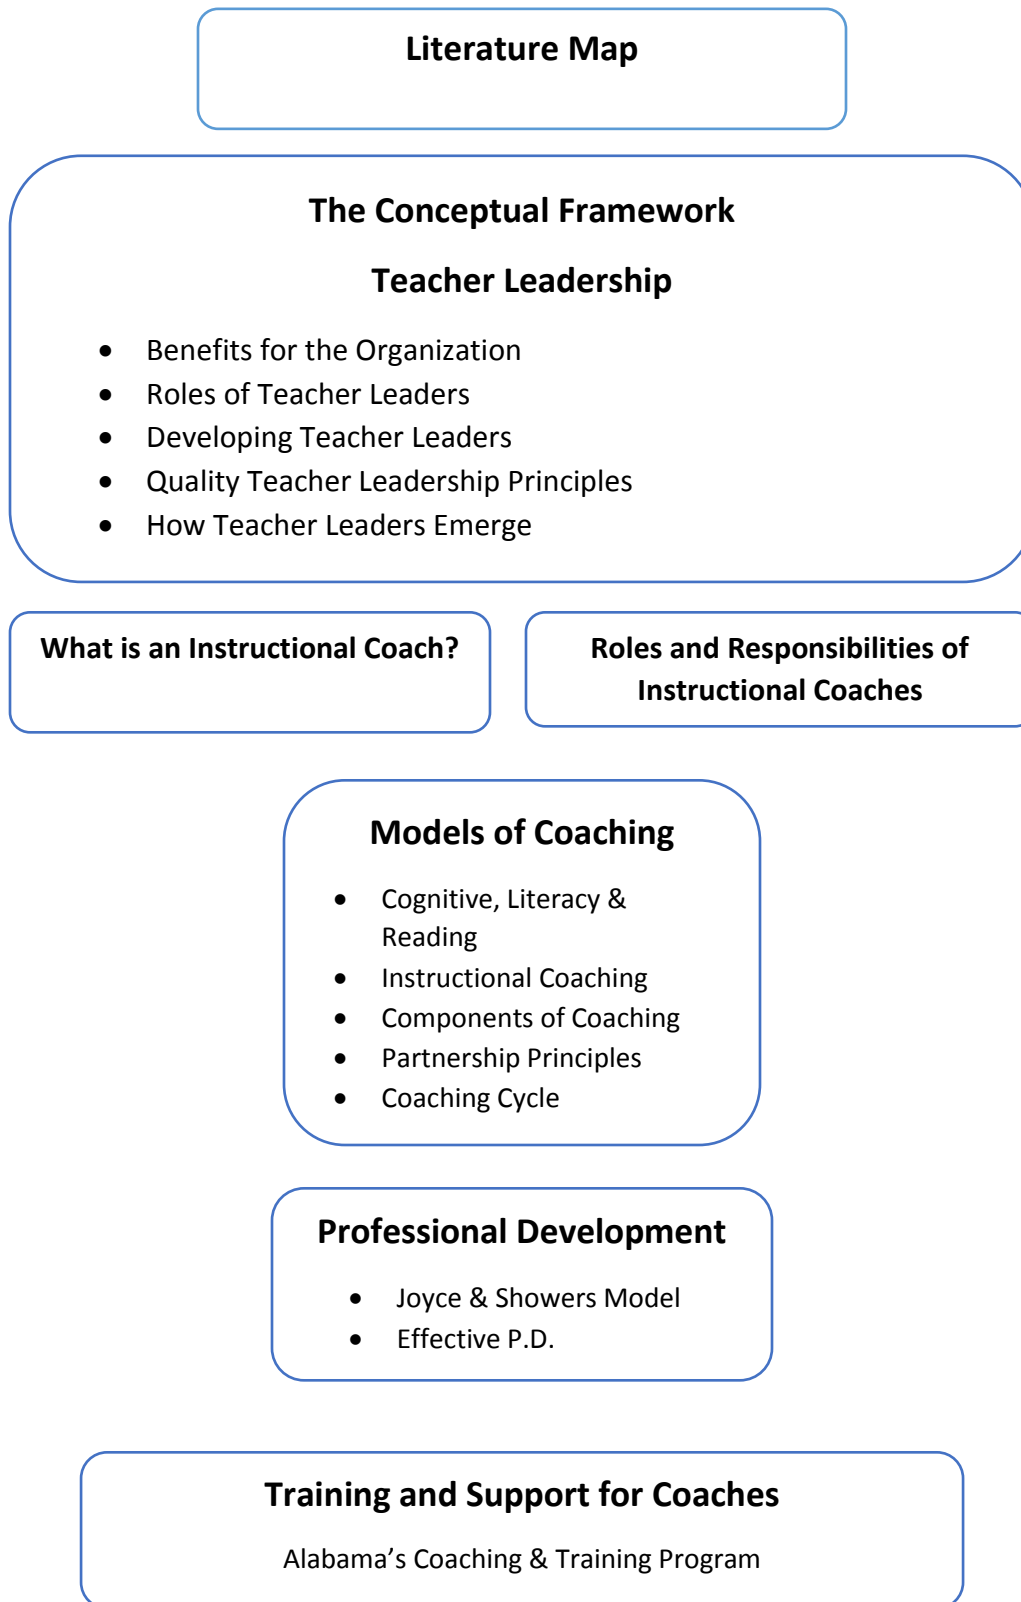 Literature Map
The Conceptual Framework
Teacher Leadership
• Benefits for the Organization
• Roles of Teacher Leaders
• Developing Teacher Leaders
• Quality Teacher Leadership Principles
• How Teacher Leaders Emerge
What is an Instructional Coach?
Roles and Responsibilities of
Instructional Coaches
Models of Coaching
• Cognitive, Literacy &
Reading
• Instructional Coaching
• Components of Coaching
• Partnership Principles
• Coaching Cycle
Professional Development
• Joyce & Showers Model
• Effective P.D.
Training and Support for Coaches
Alabama’s Coaching & Training Program